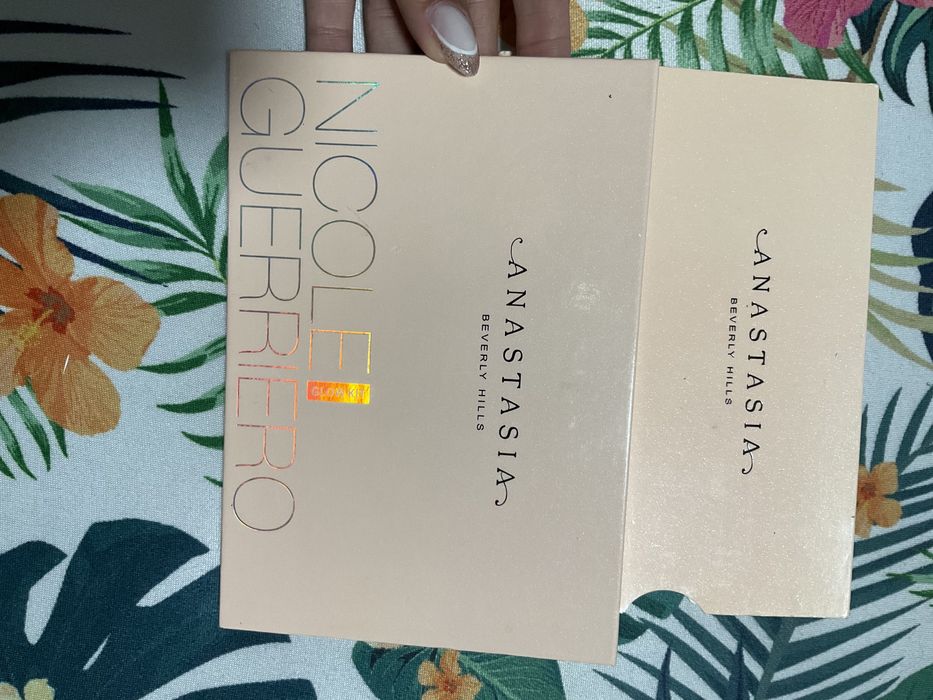 ANASTASIA
BEVERLY HILLS
ANASTASIA
BEVERLY HILLS
NICOLE
GLOW KIT
GUERRIERO